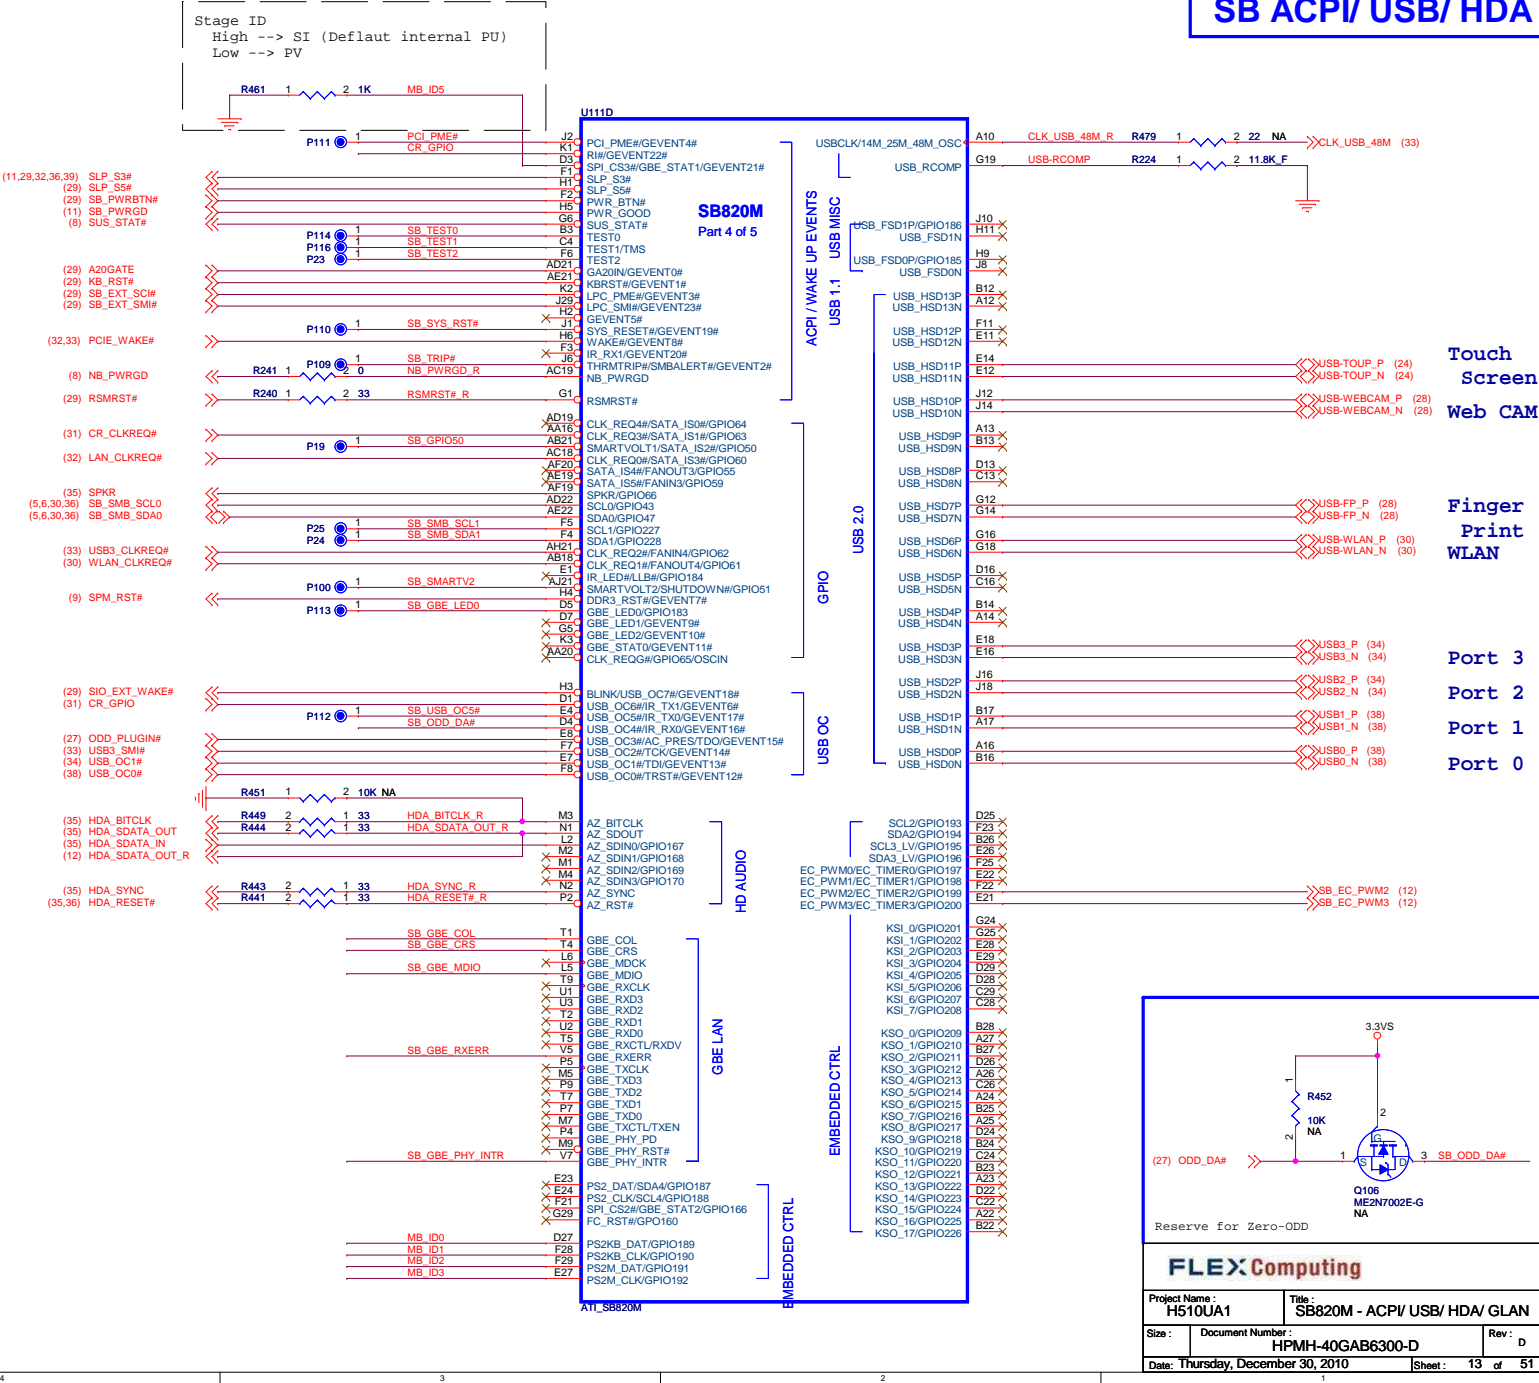 SB ACPI/ USB/ HDA
Stage ID
High --> SI (Deflaut internal PU)
Low --> PV
R461 1 2 1K MB_ID5
U111D
SB820M
Part 4 of 5
P111 1 PCI_PME# J2 PCI_PME#/GEVENT4#
CR_GPIO K1 RI#/GEVENT22#
D3 SPI_CS3#/GBE_STAT1/GEVENT21#
(11,29,32,36,39) SLP_S3# F1 SLP_S3#
(29) SLP_S5# H1 SLP_S5#
(29) SB_PWRBTN# F2 PWR_BTN#
(11) SB_PWRGD H5 PWR_GOOD
(8) SUS_STAT# G6 SUS_STAT#
P114 1 SB_TEST0 B3 TEST0
P116 1 SB_TEST1 C4 TEST1/TMS
P23 1 SB_TEST2 F6 TEST2
(29) A20GATE AD21 GA20IN/GEVENT0#
(29) KB_RST# AE21 KBRST#/GEVENT1#
(29) SB_EXT_SCI# K2 LPC_PME#/GEVENT3#
(29) SB_EXT_SMI# J29 LPC_SMI#/GEVENT23#
H2 GEVENT5#
P110 1 SB_SYS_RST# J1 SYS_RESET#/GEVENT19#
(32,33) PCIE_WAKE# H6 WAKE#/GEVENT8#
F3 IR_RX1/GEVENT20#
P109 1 SB_TRIP# J6 THRMTRIP#/SMBALERT#/GEVENT2#
(8) NB_PWRGD R241 1 2 0 NB_PWRGD_R AC19 NB_PWRGD
(29) RSMRST# R240 1 2 33 RSMRST#_R G1 RSMRST#
ACPI / WAKE UP EVENTS
AD19 CLK_REQ4#/SATA_IS0#/GPIO64
(31) CR_CLKREQ# AA16 CLK_REQ3#/SATA_IS1#/GPIO63
P19 1 SB_GPIO50 AB21 SMARTVOLT1/SATA_IS2#/GPIO50
(32) LAN_CLKREQ# AC18 CLK_REQ0#/SATA_IS3#/GPIO60
AF20 SATA_IS4#/FANOUT3/GPIO55
AE19 SATA_IS5#/FANIN3/GPIO59
(35) SPKR AF19 SPKR/GPIO66
(5,6,30,36) SB_SMB_SCL0 AD22 SCL0/GPIO43
(5,6,30,36) SB_SMB_SDA0 AE22 SDA0/GPIO47
P25 1 SB_SMB_SCL1 F5 SCL1/GPIO227
P24 1 SB_SMB_SDA1 F4 SDA1/GPIO228
(33) USB3_CLKREQ# AH21 CLK_REQ2#/FANIN4/GPIO62
(30) WLAN_CLKREQ# AB18 CLK_REQ1#/FANOUT4/GPIO61
E1 IR_LED#/LLB#/GPIO184
P100 1 SB_SMARTV2 AJ21 SMARTVOLT2/SHUTDOWN#/GPIO51
(9) SPM_RST# H4 DDR3_RST#/GEVENT7#
P113 1 SB_GBE_LED0 D5 GBE_LED0/GPIO183
D7 GBE_LED1/GEVENT9#
G5 GBE_LED2/GEVENT10#
K3 GBE_STAT0/GEVENT11#
AA20 CLK_REQG#/GPIO65/OSCIN
GPIO
(29) SIO_EXT_WAKE# H3 BLINK/USB_OC7#/GEVENT18#
(31) CR_GPIO D1 USB_OC6#/IR_TX1/GEVENT6#
P112 1 SB_USB_OC5# E4 USB_OC5#/IR_TX0/GEVENT17#
SB_ODD_DA# D4 USB_OC4#/IR_RX0/GEVENT16#
(27) ODD_PLUGIN# E8 USB_OC3#/AC_PRES/TDO/GEVENT15#
(33) USB3_SMI# F7 USB_OC2#/TCK/GEVENT14#
(34) USB_OC1# E7 USB_OC1#/TDI/GEVENT13#
(38) USB_OC0# F8 USB_OC0#/TRST#/GEVENT12#
USB OC
R451 1 2 10K NA
(35) HDA_BITCLK R449 2 1 33 HDA_BITCLK_R M3 AZ_BITCLK
(35) HDA_SDATA_OUT R444 2 1 33 HDA_SDATA_OUT_R N1 AZ_SDOUT
(35) HDA_SDATA_IN L2 AZ_SDIN0/GPIO167
(12) HDA_SDATA_OUT_R M2 AZ_SDIN1/GPIO168
M1 AZ_SDIN2/GPIO169
M4 AZ_SDIN3/GPIO170
(35) HDA_SYNC R443 2 1 33 HDA_SYNC_R N2 AZ_SYNC
(35,36) HDA_RESET# R441 2 1 33 HDA_RESET#_R P2 AZ_RST#
HD AUDIO
SB_GBE_COL T1 GBE_COL
SB_GBE_CRS T4 GBE_CRS
L6 GBE_MDCK
SB_GBE_MDIO L5 GBE_MDIO
T9 GBE_RXCLK
U1 GBE_RXD3
U3 GBE_RXD2
T2 GBE_RXD1
U2 GBE_RXD0
T5 GBE_RXCTL/RXDV
SB_GBE_RXERR V5 GBE_RXERR
P5 GBE_TXCLK
M5 GBE_TXD3
P9 GBE_TXD2
T7 GBE_TXD1
P7 GBE_TXD0
M7 GBE_TXCTL/TXEN
P4 GBE_PHY_PD
M9 GBE_PHY_RST#
SB_GBE_PHY_INTR V7 GBE_PHY_INTR
GBE LAN
E23 PS2_DAT/SDA4/GPIO187
E24 PS2_CLK/SCL4/GPIO188
F21 SPI_CS2#/GBE_STAT2/GPIO166
G29 FC_RST#/GPO160
MB_ID0 D27 PS2KB_DAT/GPIO189
MB_ID1 F28 PS2KB_CLK/GPIO190
MB_ID2 F29 PS2M_DAT/GPIO191
MB_ID3 E27 PS2M_CLK/GPIO192
EMBEDDED CTRL
ATI_SB820M
USBCLK/14M_25M_48M_OSC A10 CLK_USB_48M_R R479 1 2 22 NA CLK_USB_48M (33)
USB_RCOMP G19 USB-RCOMP R224 1 2 11.8K_F
USB MISC
USB_FSD1P/GPIO186 J10
USB_FSD1N H11
USB_FSD0P/GPIO185 H9
USB_FSD0N J8
USB 1.1
USB_HSD13P B12
USB_HSD13N A12
USB_HSD12P F11
USB_HSD12N E11
USB_HSD11P E14 USB-TOUP_P (24)
USB_HSD11N E12 USB-TOUP_N (24)
Touch
Screen
USB_HSD10P J12 USB-WEBCAM_P (28)
USB_HSD10N J14 USB-WEBCAM_N (28)
Web CAM
USB_HSD9P A13
USB_HSD9N B13
USB_HSD8P D13
USB_HSD8N C13
USB_HSD7P G12 USB-FP_P (28)
USB_HSD7N G14 USB-FP_N (28)
Finger
Print
USB_HSD6P G16 USB-WLAN_P (30)
USB_HSD6N G18 USB-WLAN_N (30)
WLAN
USB_HSD5P D16
USB_HSD5N C16
USB_HSD4P B14
USB_HSD4N A14
USB_HSD3P E18 USB3_P (34)
USB_HSD3N E16 USB3_N (34)
Port 3
USB_HSD2P J16 USB2_P (34)
USB_HSD2N J18 USB2_N (34)
Port 2
USB_HSD1P B17 USB1_P (38)
USB_HSD1N A17 USB1_N (38)
Port 1
USB_HSD0P A16 USB0_P (38)
USB_HSD0N B16 USB0_N (38)
Port 0
USB 2.0
SCL2/GPIO193 D25
SDA2/GPIO194 F23
SCL3_LV/GPIO195 B26
SDA3_LV/GPIO196 E26
EC_PWM0/EC_TIMER0/GPIO197 F25
EC_PWM1/EC_TIMER1/GPIO198 E22
EC_PWM2/EC_TIMER2/GPIO199 F22 SB_EC_PWM2 (12)
EC_PWM3/EC_TIMER3/GPIO200 E21 SB_EC_PWM3 (12)
KSI_0/GPIO201 G24
KSI_1/GPIO202 G25
KSI_2/GPIO203 E28
KSI_3/GPIO204 E29
KSI_4/GPIO205 D29
KSI_5/GPIO206 D28
KSI_6/GPIO207 C29
KSI_7/GPIO208 C28
KSO_0/GPIO209 B28
KSO_1/GPIO210 A27
KSO_2/GPIO211 B27
KSO_3/GPIO212 D26
KSO_4/GPIO213 A26
KSO_5/GPIO214 C26
KSO_6/GPIO215 A24
KSO_7/GPIO216 B25
KSO_8/GPIO217 A25
KSO_9/GPIO218 D24
KSO_10/GPIO219 B24
KSO_11/GPIO220 C24
KSO_12/GPIO221 B23
KSO_13/GPIO222 A23
KSO_14/GPIO223 D22
KSO_15/GPIO224 C22
KSO_16/GPIO225 A22
KSO_17/GPIO226 B22
EMBEDDED CTRL
3.3VS
1 R452
10K
2 NA
2
G
(27) ODD_DA# 1 S D 3 SB_ODD_DA#
Q106
ME2N7002E-G
NA
Reserve for Zero-ODD
FLEX Computing
Project Name : H510UA1
Title : SB820M - ACPI/ USB/ HDA/ GLAN
Size :
Document Number : HPMH-40GAB6300-D
Rev : D
Date: Thursday, December 30, 2010
Sheet : 13 of 51
4 3 2 1